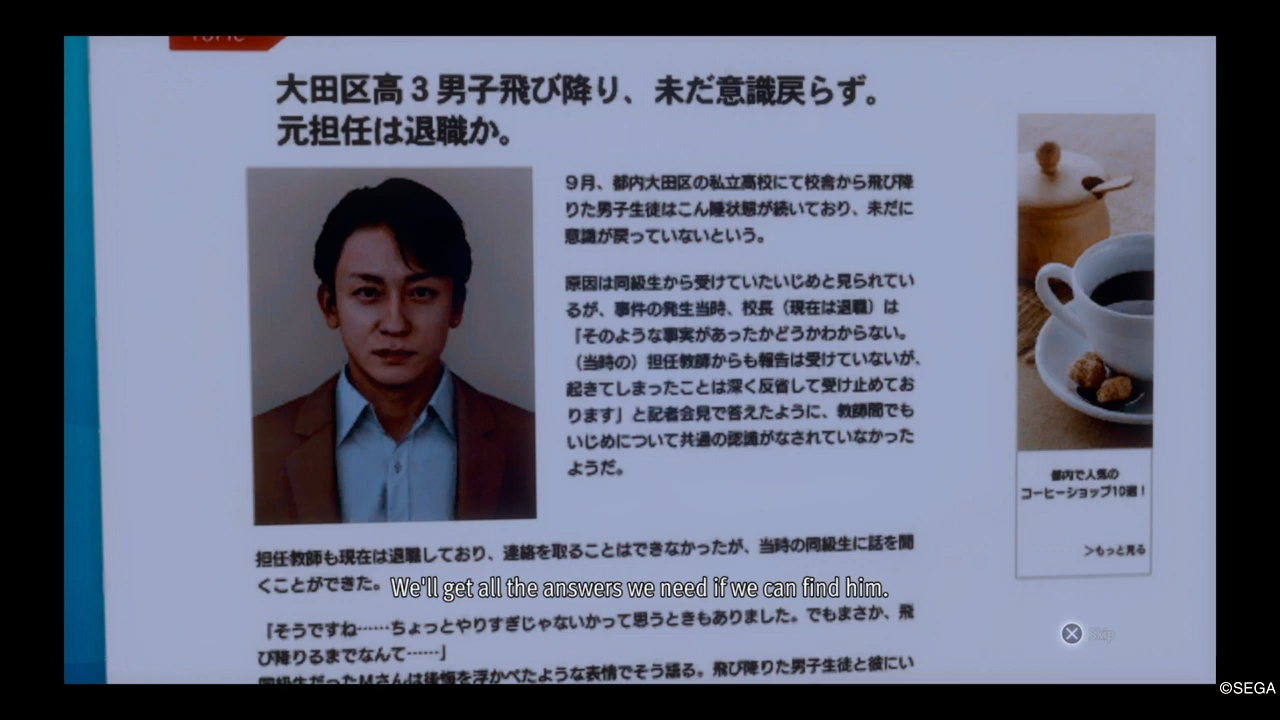 TOPIC
大田区高3男子飛び降り、未だ意識戻らず。
元担任は退職か。
9月、都内大田区の私立高校にて校舎から飛び降
りた男子生徒はこん睡状態が続いており、未だに
意識が戻っていないという。
原因は同級生から受けていたいじめと見られてい
るが、事件の発生当時、校長（現在は退職）は
「そのような事実があったかどうかわからない。
（当時の）担任教師からも報告は受けていないが、
起きてしまったことは深く反省して受け止めてお
ります」と記者会見で答えたように、教師間でも
いじめについて共通の認識がなされていなかった
ようだ。
担任教師も現在は退職しており、連絡を取ることはできなかったが、当時の同級生に話を聞
くことができた。
「そうですね……ちょっとやりすぎじゃないかって思うときもありました。でもまさか、飛
び降りるまでなんて……」
同級生だったMさんは後悔を浮かべたような表情でそう語る。飛び降りた男子生徒と彼にい
都内で人気の
コーヒーショップ10選！
＞もっと見る
We'll get all the answers we need if we can find him.
Skip
©SEGA